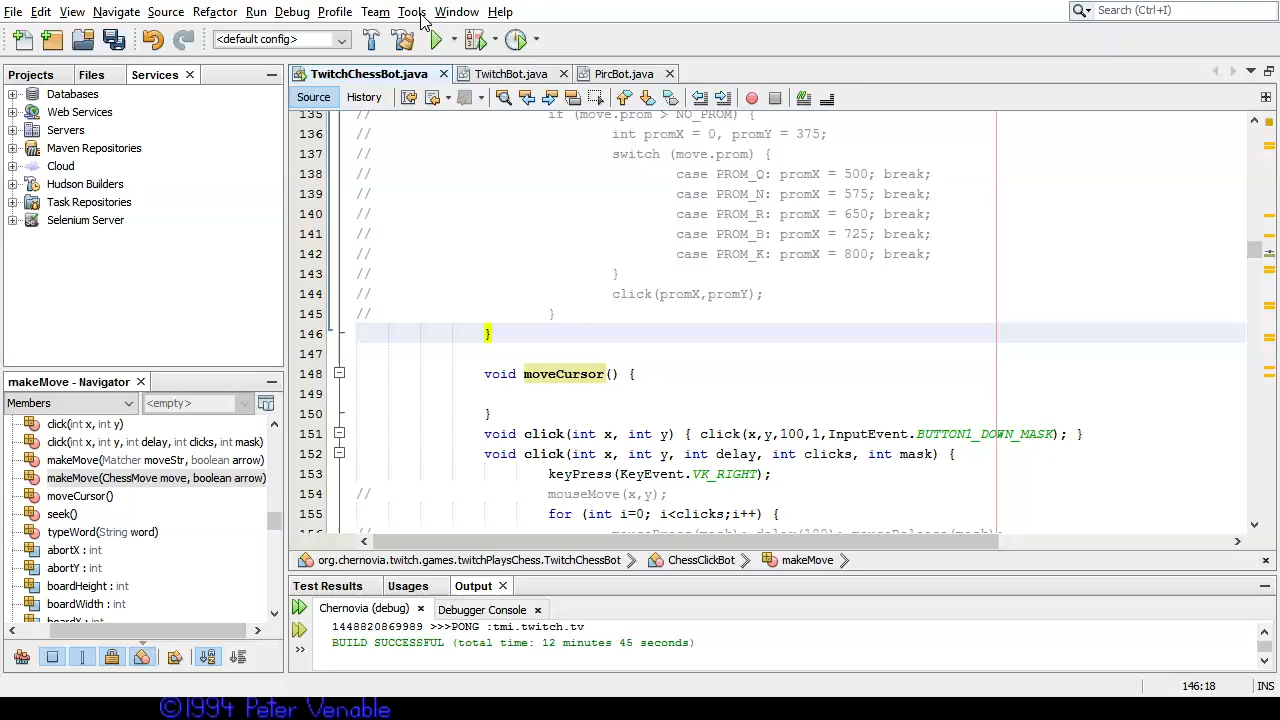 File Edit View Navigate Source Refactor Run Debug Profile Team Tools Window Help
Search (Ctrl+I)
<default config>
Projects Files Services
TwitchChessBot.java TwitchBot.java PircBot.java
Source History
Databases
Web Services
Servers
Maven Repositories
Cloud
Hudson Builders
Task Repositories
Selenium Server
makeMove - Navigator
Members <empty>
click(int x, int y)
click(int x, int y, int delay, int clicks, int mask)
makeMove(Matcher moveStr, boolean arrow)
makeMove(ChessMove move, boolean arrow)
moveCursor()
seek()
typeWord(String word)
abortX : int
abortY : int
boardHeight : int
boardWidth : int
135 // if (move.prom > NO_PROM) {
136 // int promX = 0, promY = 375;
137 // switch (move.prom) {
138 // case PROM_Q: promX = 500; break;
139 // case PROM_N: promX = 575; break;
140 // case PROM_R: promX = 650; break;
141 // case PROM_B: promX = 725; break;
142 // case PROM_K: promX = 800; break;
143 // }
144 // click(promX,promY);
145 // }
146 }
147
148 void moveCursor() {
149
150 }
151 void click(int x, int y) { click(x,y,100,1,InputEvent.BUTTON1_DOWN_MASK); }
152 void click(int x, int y, int delay, int clicks, int mask) {
153 keyPress(KeyEvent.VK_RIGHT);
154 // mouseMove(x,y);
155 for (int i=0; i<clicks;i++) {
org.chernovia.twitch.games.twitchPlaysChess.TwitchChessBot ChessClickBot makeMove
Test Results Usages Output
Chernovia (debug) Debugger Console
1448820869989 >>>PONG :tmi.twitch.tv
BUILD SUCCESSFUL (total time: 12 minutes 45 seconds)
146:18 INS
©1994 Peter Venable